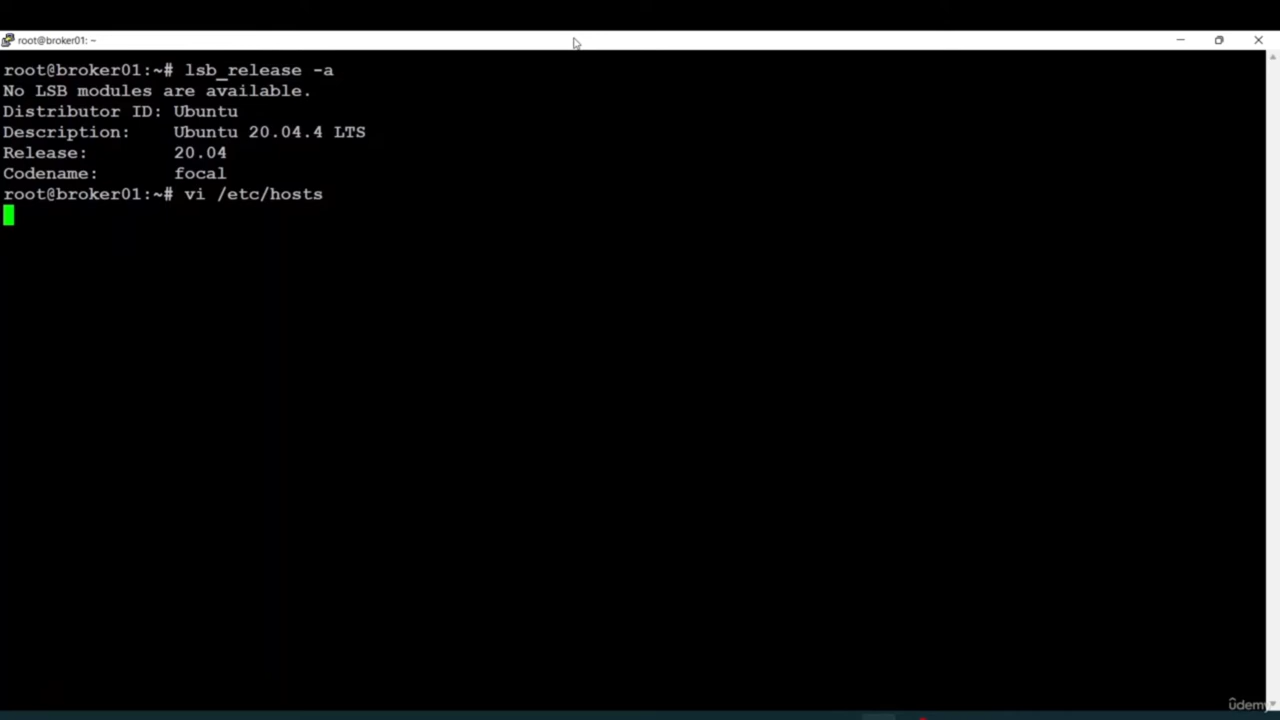 root@broker01: ~
root@broker01:~# lsb_release -a
No LSB modules are available.
Distributor ID: Ubuntu
Description:    Ubuntu 20.04.4 LTS
Release:        20.04
Codename:       focal
root@broker01:~# vi /etc/hosts
ûdemy